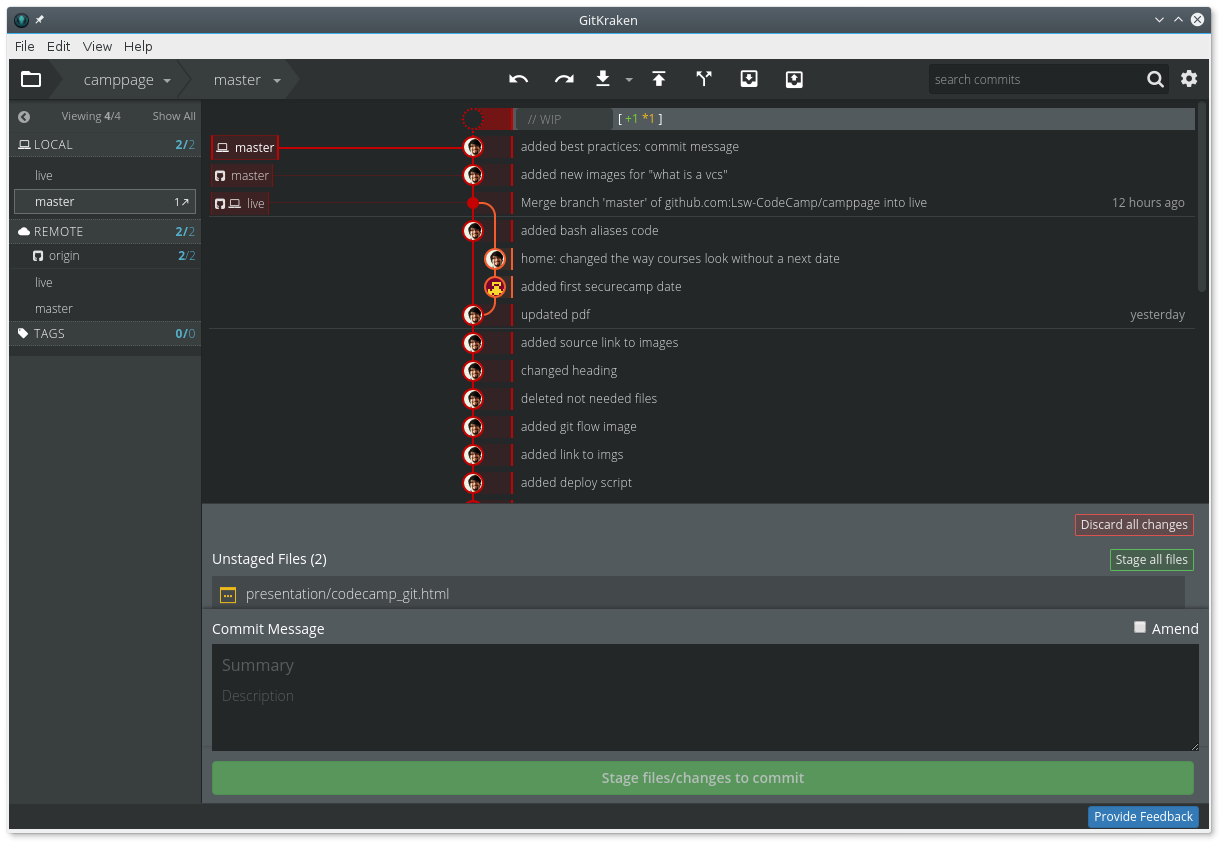 GitKraken
File Edit View Help
camppage master search commits
Viewing 4/4 Show All
// WIP [ +1 *1 ]
LOCAL 2/2
master added best practices: commit message
live
master added new images for "what is a vcs"
master 1↗
live Merge branch 'master' of github.com:Lsw-CodeCamp/camppage into live 12 hours ago
REMOTE 2/2
added bash aliases code
origin 2/2
home: changed the way courses look without a next date
live
added first securecamp date
master
updated pdf yesterday
TAGS 0/0
added source link to images
changed heading
deleted not needed files
added git flow image
added link to imgs
added deploy script
Discard all changes
Unstaged Files (2) Stage all files
presentation/codecamp_git.html
Commit Message Amend
Summary
Description
Stage files/changes to commit
Provide Feedback